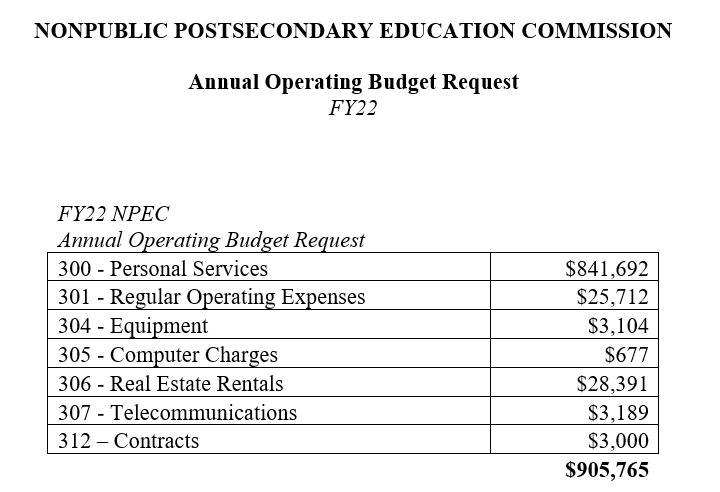 NONPUBLIC POSTSECONDARY EDUCATION COMMISSION
Annual Operating Budget Request
FY22
FY22 NPEC
Annual Operating Budget Request
300 - Personal Services $841,692
301 - Regular Operating Expenses $25,712
304 - Equipment $3,104
305 - Computer Charges $677
306 - Real Estate Rentals $28,391
307 - Telecommunications $3,189
312 – Contracts $3,000
$905,765